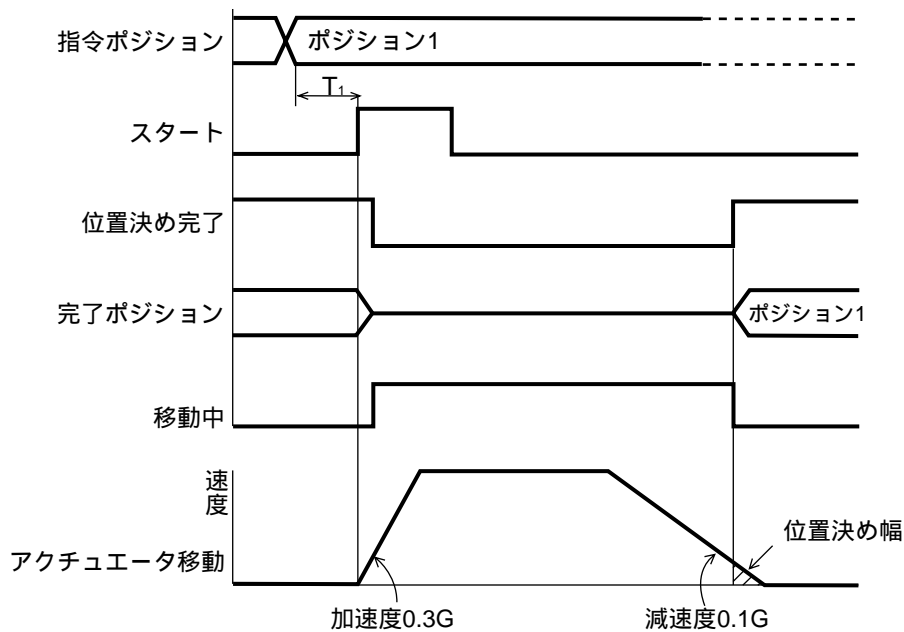 指令ポジション
ポジション1
T₁
スタート
位置決め完了
完了ポジション
ポジション1
移動中
速度
位置決め幅
アクチュエータ移動
加速度0.3G
減速度0.1G